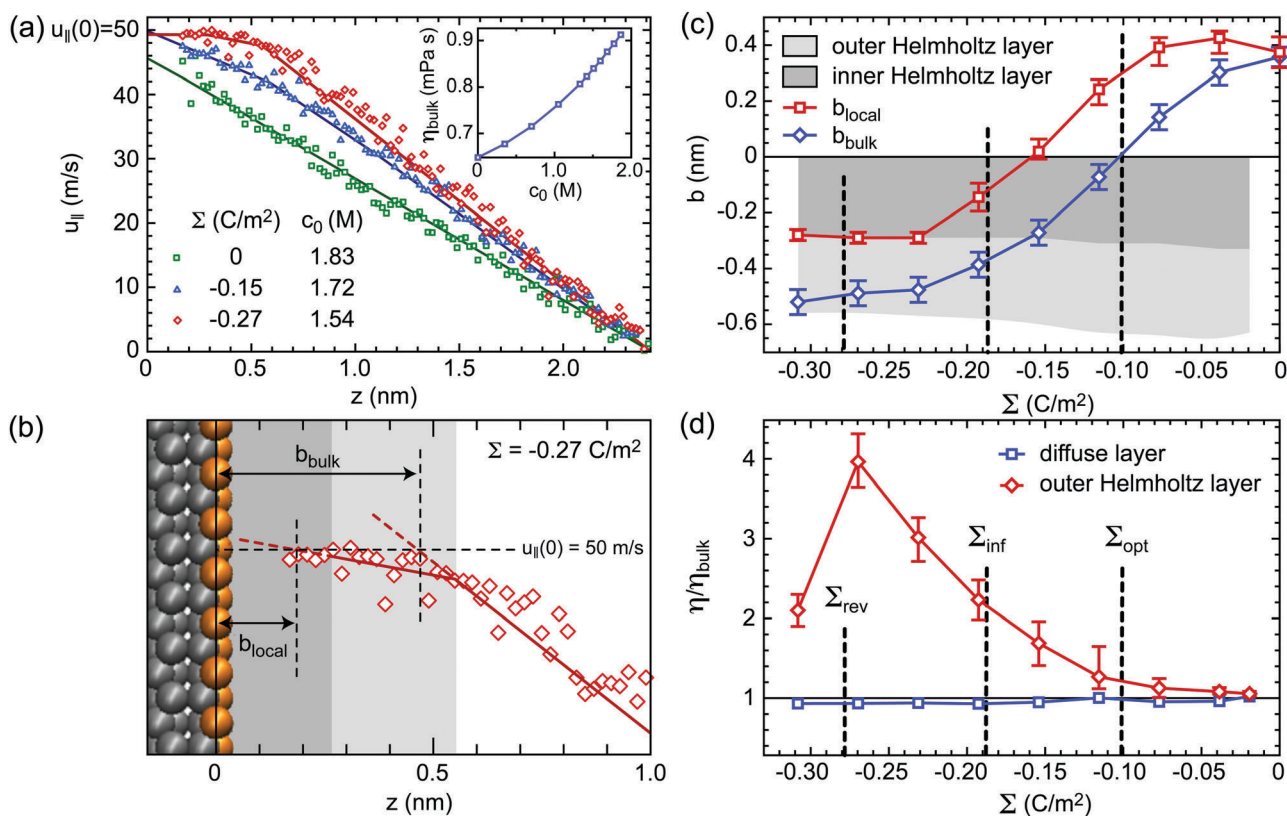 (a) u||(0)=50
40
30
20
10
0
u|| (m/s)
0
0.5
1.0
1.5
2.0
z (nm)
Σ (C/m²) c₀ (M)
0 1.83
-0.15 1.72
-0.27 1.54
0.9
0.8
0.7
ηbulk (mPa s)
0
1.0
2.0
c₀ (M)
(b)
Σ = -0.27 C/m²
bbulk
u||(0) = 50 m/s
blocal
0
0.5
1.0
z (nm)
(c)
0.4
0.2
0
-0.2
-0.4
-0.6
b (nm)
outer Helmholtz layer
inner Helmholtz layer
blocal
bbulk
-0.30
-0.20
-0.15
-0.10
-0.05
0
Σ (C/m²)
(d)
4
3
2
1
η/ηbulk
diffuse layer
outer Helmholtz layer
Σrev
Σinf
Σopt
-0.30
-0.20
-0.15
-0.10
-0.05
0
Σ (C/m²)